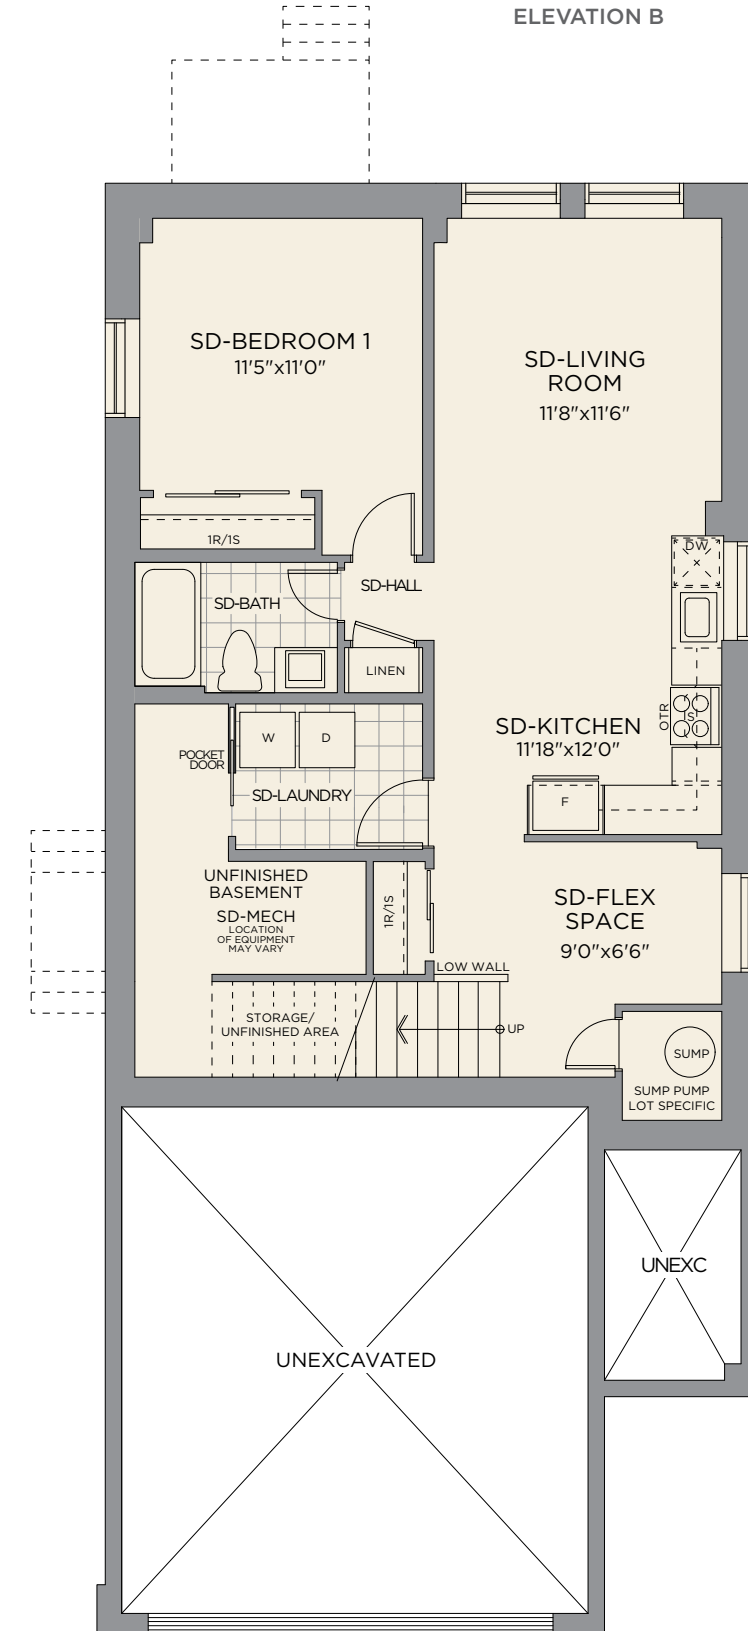 ELEVATION B
SD-BEDROOM 1
11'5"x11'0"
SD-LIVING
ROOM
11'8"x11'6"
1R/1S
DW
SD-HALL
SD-BATH
LINEN
OTR
S
SD-KITCHEN
11'18"x12'0"
W
D
POCKET
DOOR
SD-LAUNDRY
F
UNFINISHED
BASEMENT
SD-MECH
LOCATION
OF EQUIPMENT
MAY VARY
1R/1S
SD-FLEX
SPACE
9'0"x6'6"
LOW WALL
STORAGE/
UNFINISHED AREA
UP
SUMP
SUMP PUMP
LOT SPECIFIC
UNEXC
UNEXCAVATED